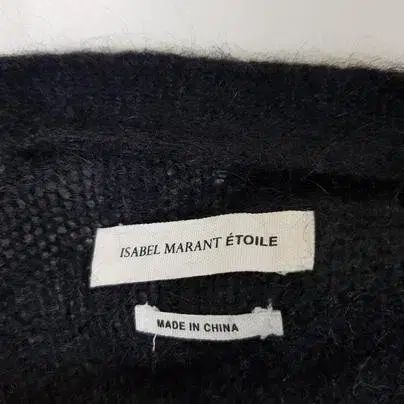 ISABEL MARANT ÉTOILE
MADE IN CHINA